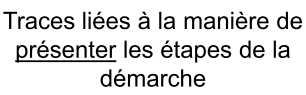 Traces liées à la manière de
présenter les étapes de la
démarche